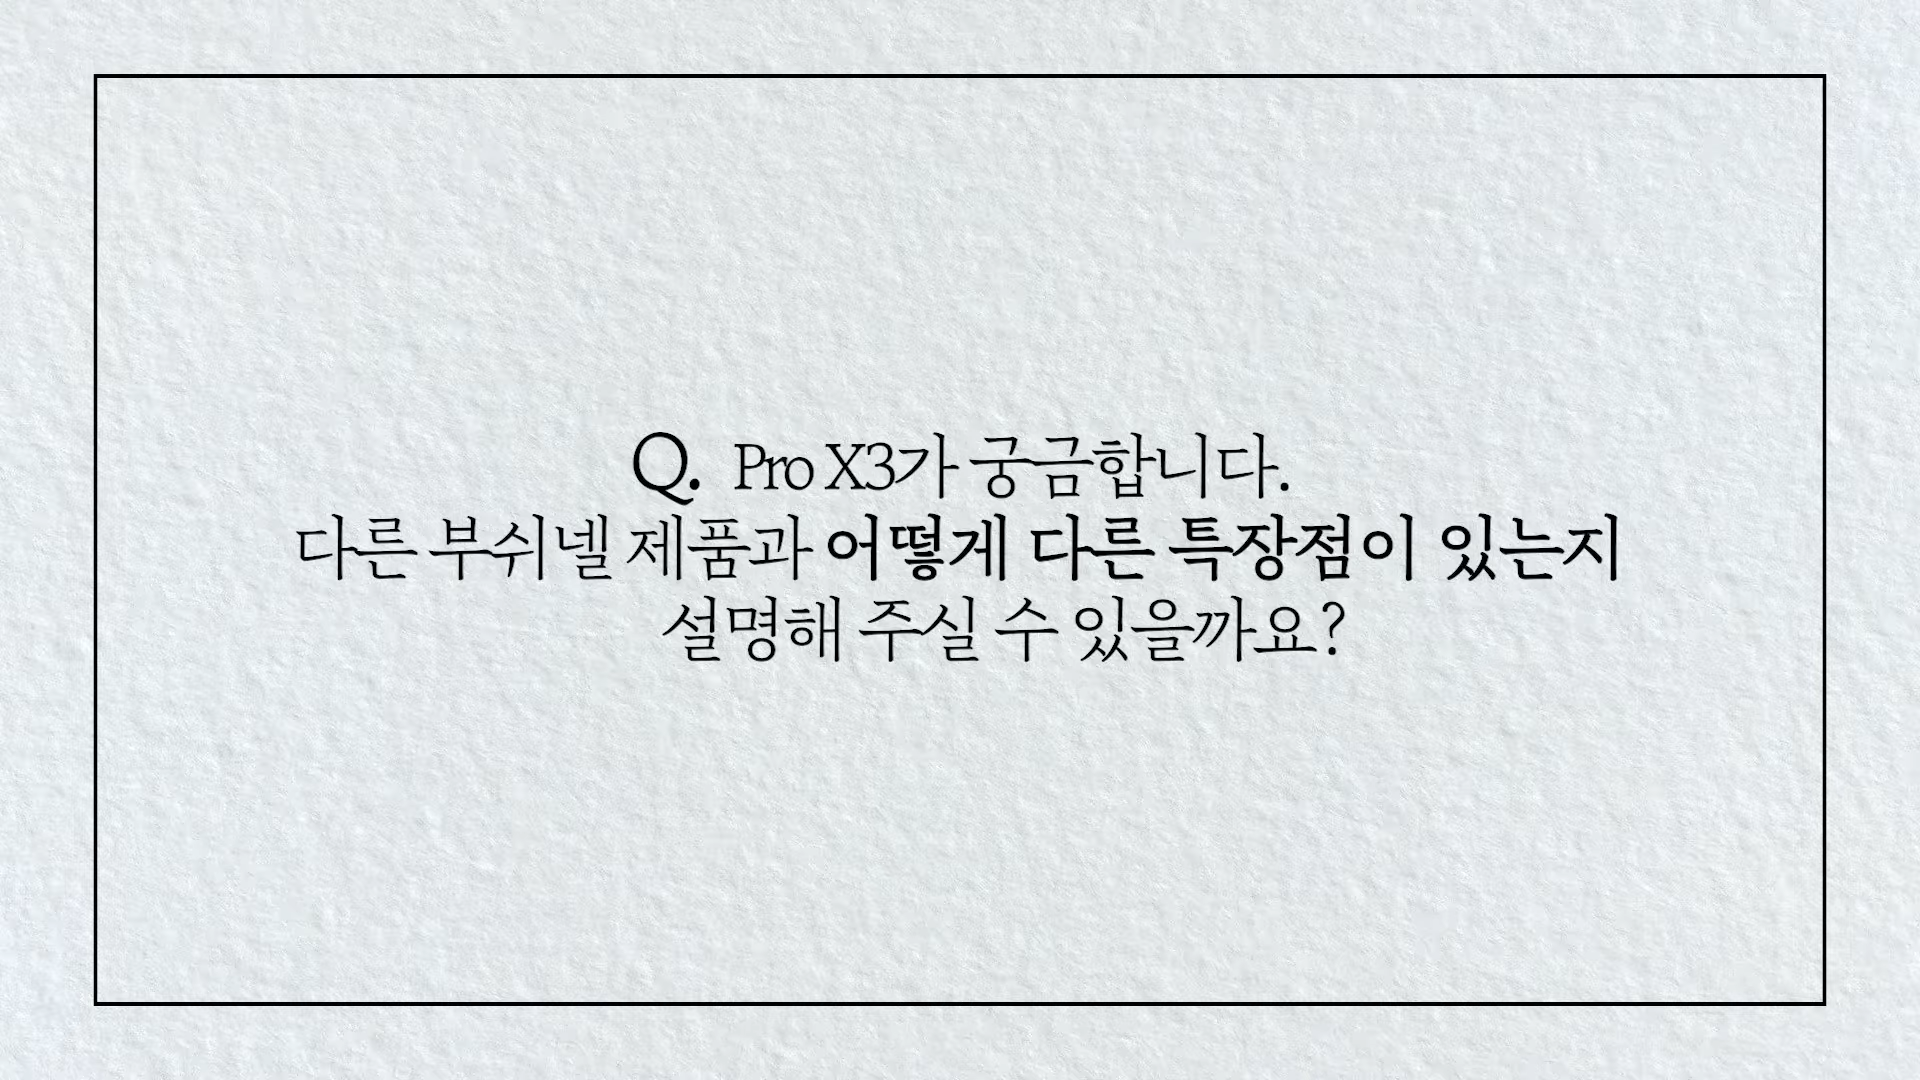 Q. Pro X3가 궁금합니다.
다른 부쉬넬 제품과 어떻게 다른 특장점이 있는지
설명해 주실 수 있을까요?